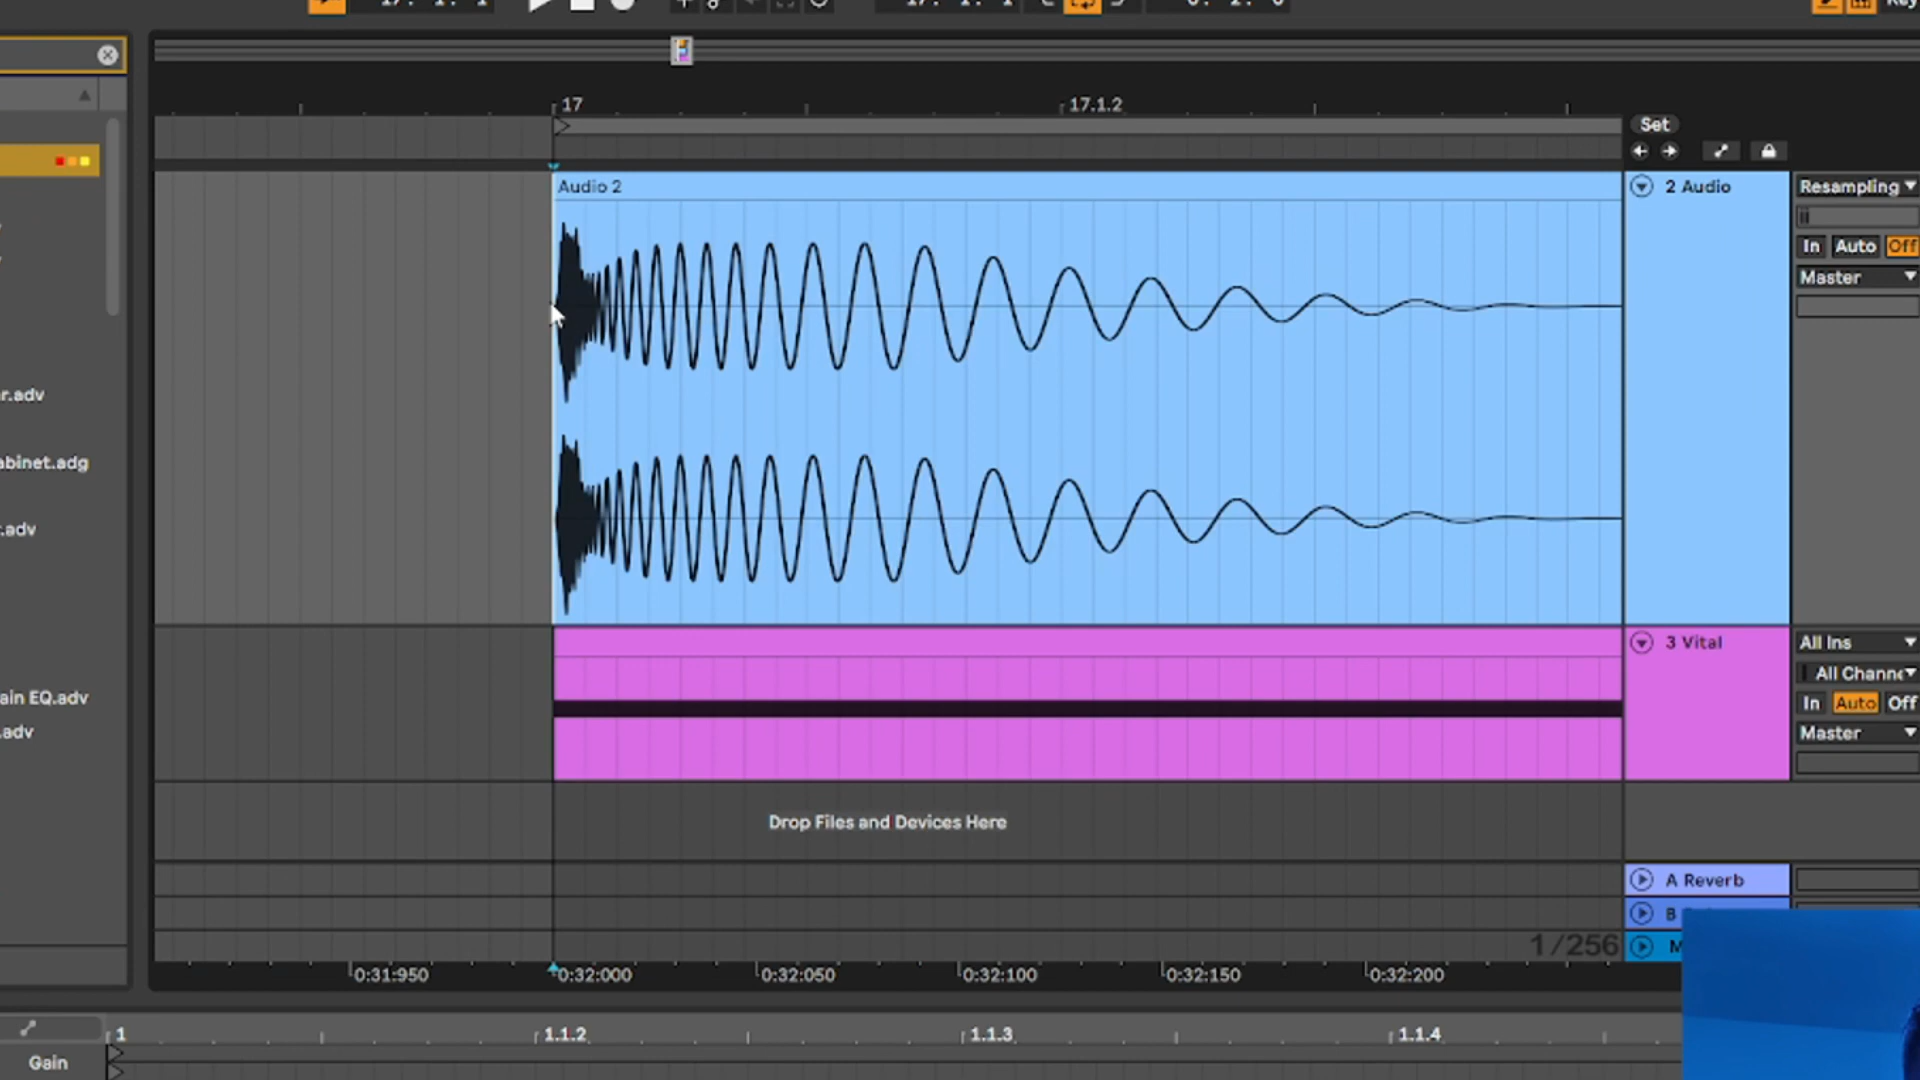 17
17.1.2
Set
Audio 2
2 Audio
Resampling
In Auto Off
Master
r.adv
abinet.adg
.adv
3 Vital
All Ins
All Channe
In Auto Off
Master
ain EQ.adv
.adv
Drop Files and Devices Here
A Reverb
B
1/256
M
0:31:950
0:32:000
0:32:050
0:32:100
0:32:150
0:32:200
1
1.1.2
1.1.3
1.1.4
Gain